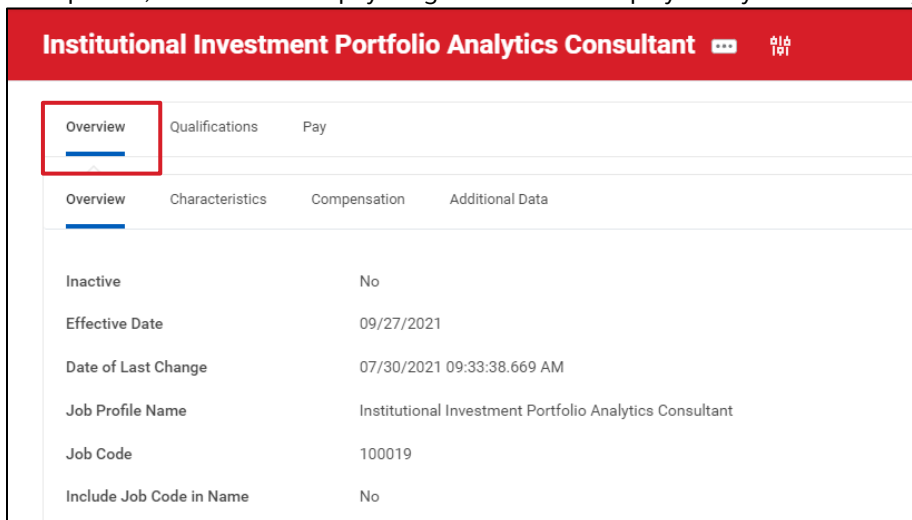 Institutional Investment Portfolio Analytics Consultant
Overview Qualifications Pay
Overview Characteristics Compensation Additional Data
Inactive No
Effective Date 09/27/2021
Date of Last Change 07/30/2021 09:33:38.669 AM
Job Profile Name Institutional Investment Portfolio Analytics Consultant
Job Code 100019
Include Job Code in Name No